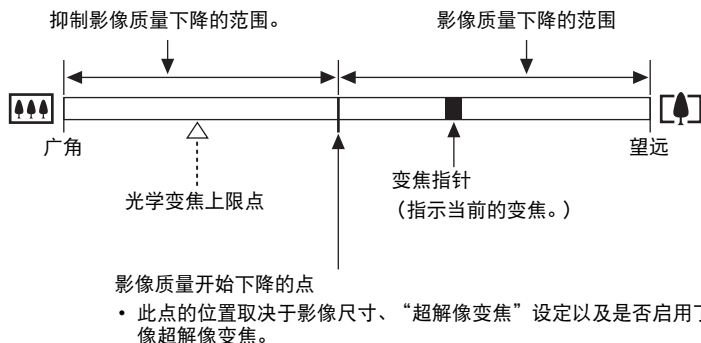 抑制影像质量下降的范围。
影像质量下降的范围
广角
望远
光学变焦上限点
变焦指针
（指示当前的变焦。）
影像质量开始下降的点
• 此点的位置取决于影像尺寸、“超解像变焦”设定以及是否启用了
像超解像变焦。